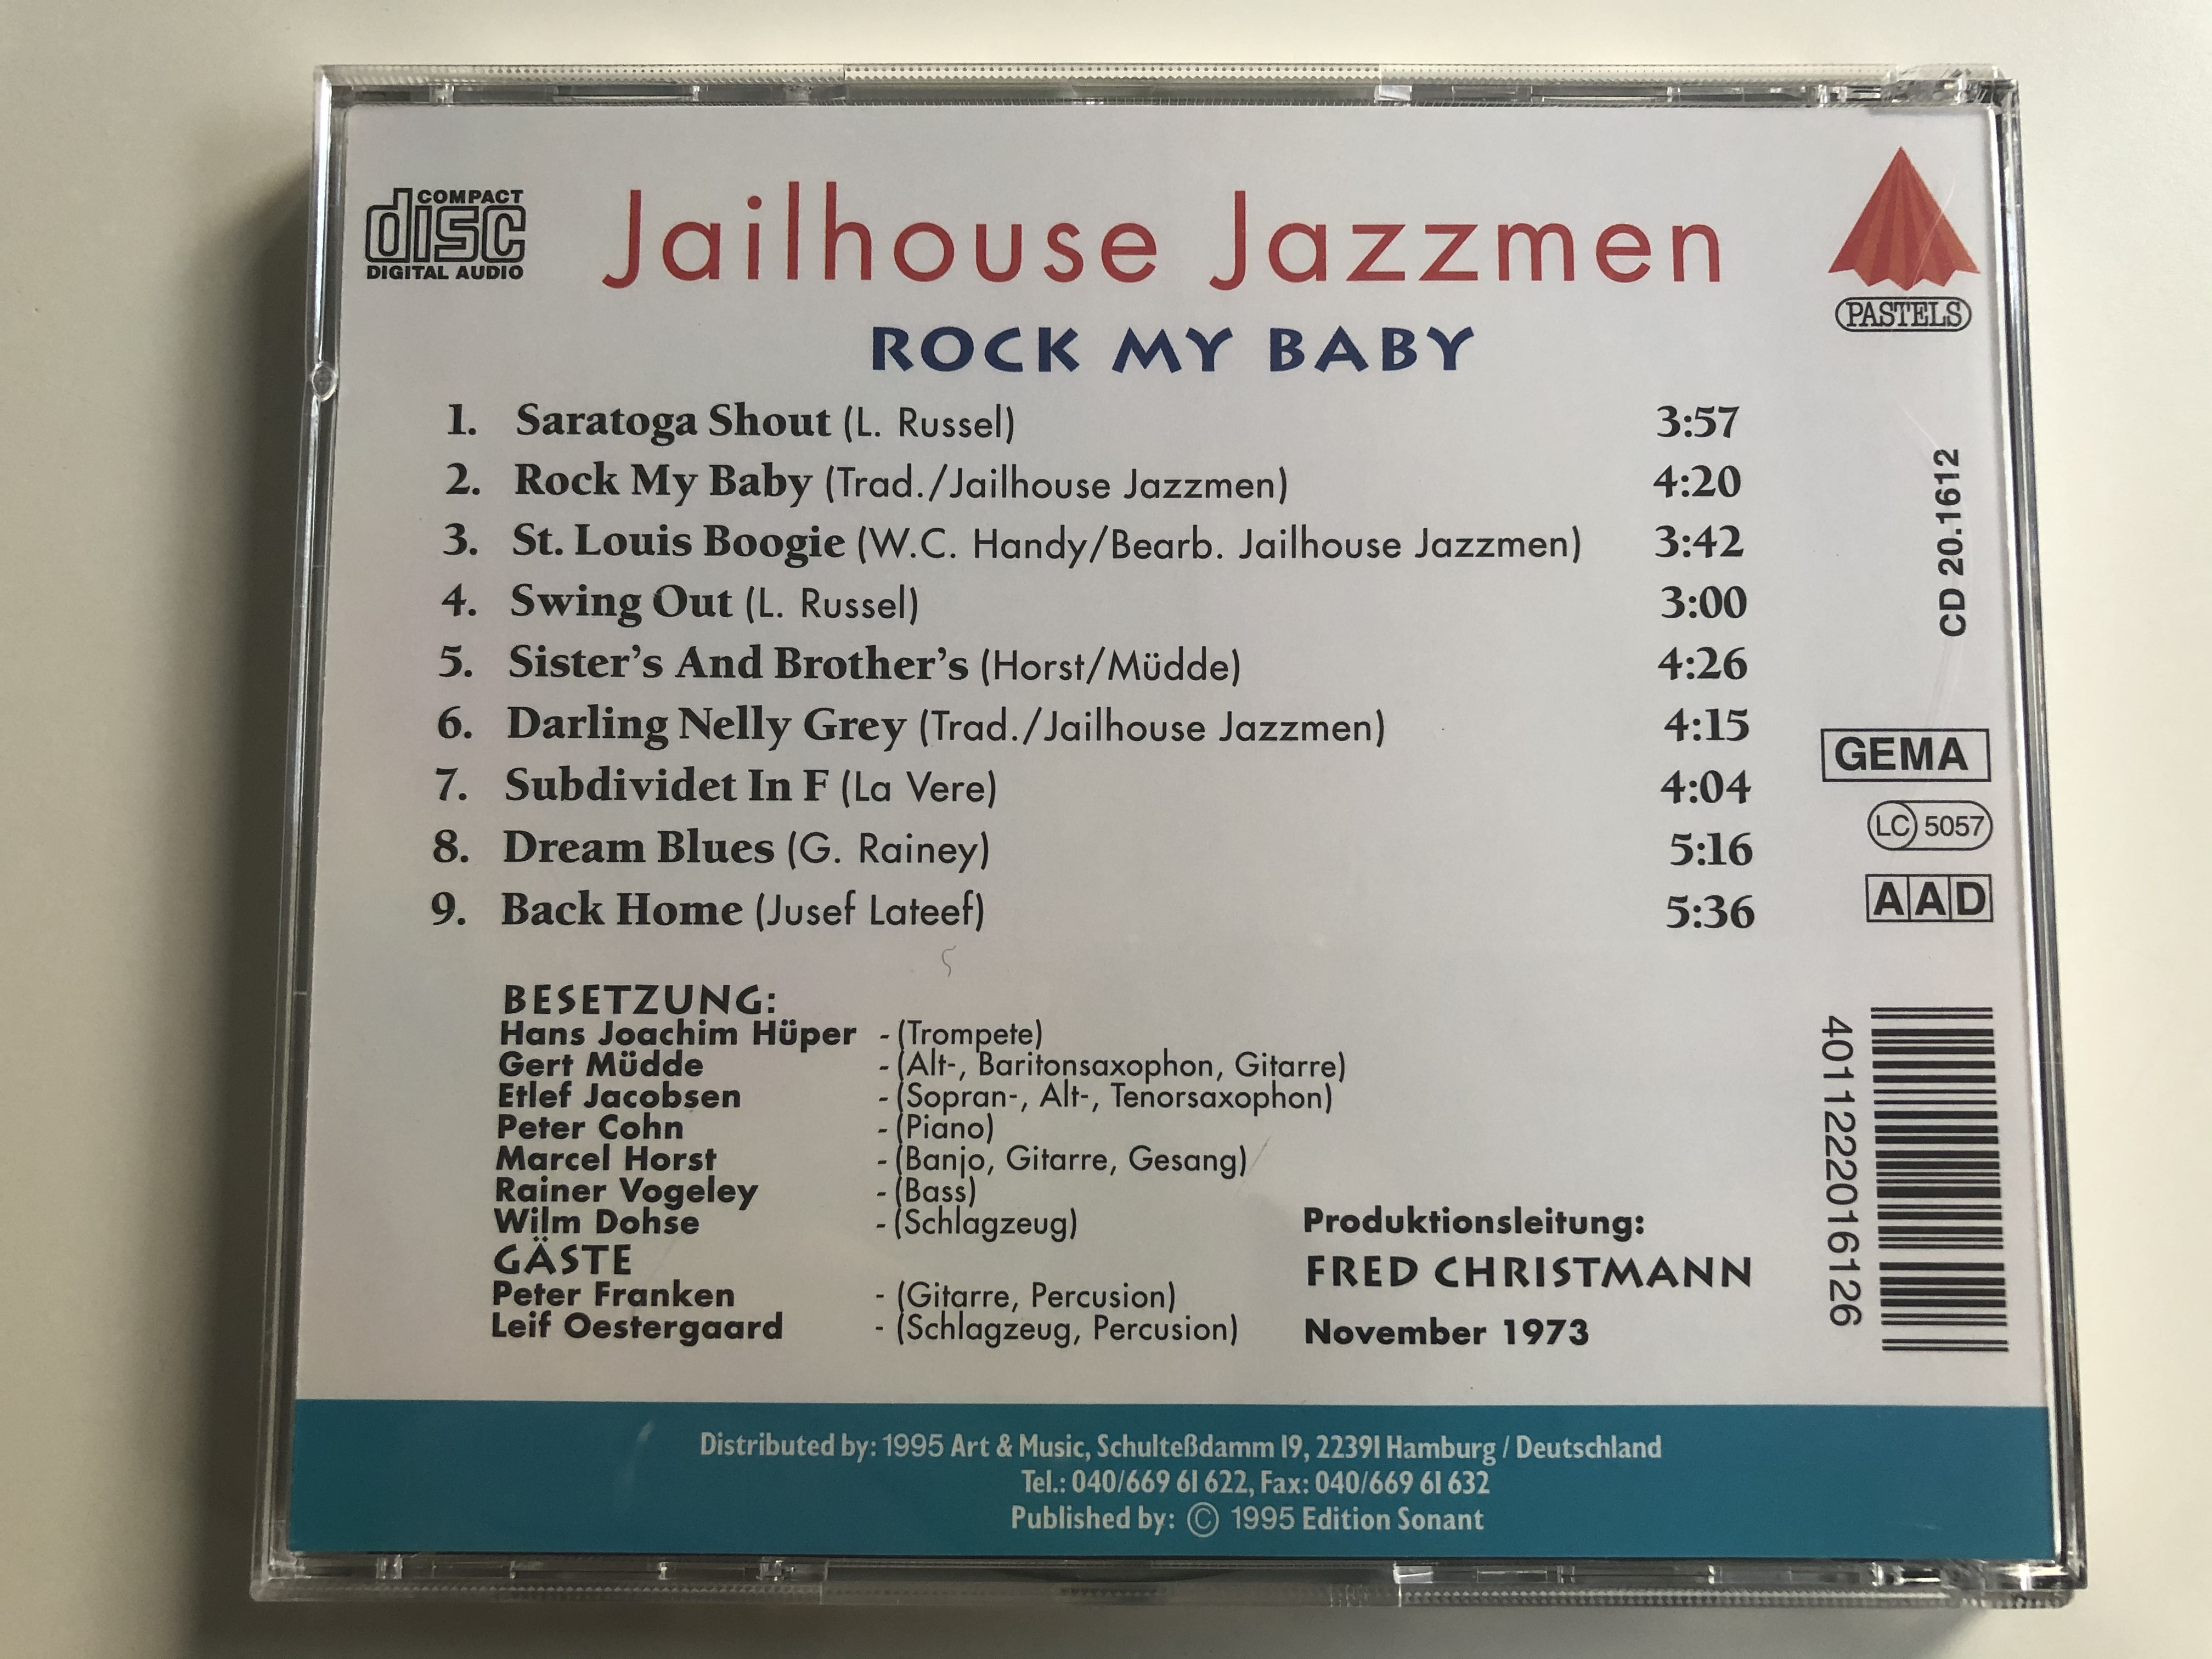 COMPACT
disc
DIGITAL AUDIO
Jailhouse Jazzmen
PASTELS
ROCK MY BABY
1. Saratoga Shout (L. Russel) 3:57
2. Rock My Baby (Trad./Jailhouse Jazzmen) 4:20
3. St. Louis Boogie (W.C. Handy/Bearb. Jailhouse Jazzmen) 3:42
4. Swing Out (L. Russel) 3:00
5. Sister's And Brother's (Horst/Müdde) 4:26
6. Darling Nelly Grey (Trad./Jailhouse Jazzmen) 4:15
7. Subdividet In F (La Vere) 4:04
8. Dream Blues (G. Rainey) 5:16
9. Back Home (Jusef Lateef) 5:36
CD 20.1612
GEMA
LC 5057
AAD
4011222016126
BESETZUNG:
Hans Joachim Hüper - (Trompete)
Gert Müdde - (Alt-, Baritonsaxophon, Gitarre)
Etlef Jacobsen - (Sopran-, Alt-, Tenorsaxophon)
Peter Cohn - (Piano)
Marcel Horst - (Banjo, Gitarre, Gesang)
Rainer Vogeley - (Bass)
Wilm Dohse - (Schlagzeug)
GÄSTE
Peter Franken - (Gitarre, Percusion)
Leif Oestergaard - (Schlagzeug, Percusion)
Produktionsleitung:
FRED CHRISTMANN
November 1973
Distributed by: 1995 Art & Music, Schulteßdamm 19, 22391 Hamburg / Deutschland
Tel.: 040/669 61 622, Fax: 040/669 61 632
Published by: © 1995 Edition Sonant